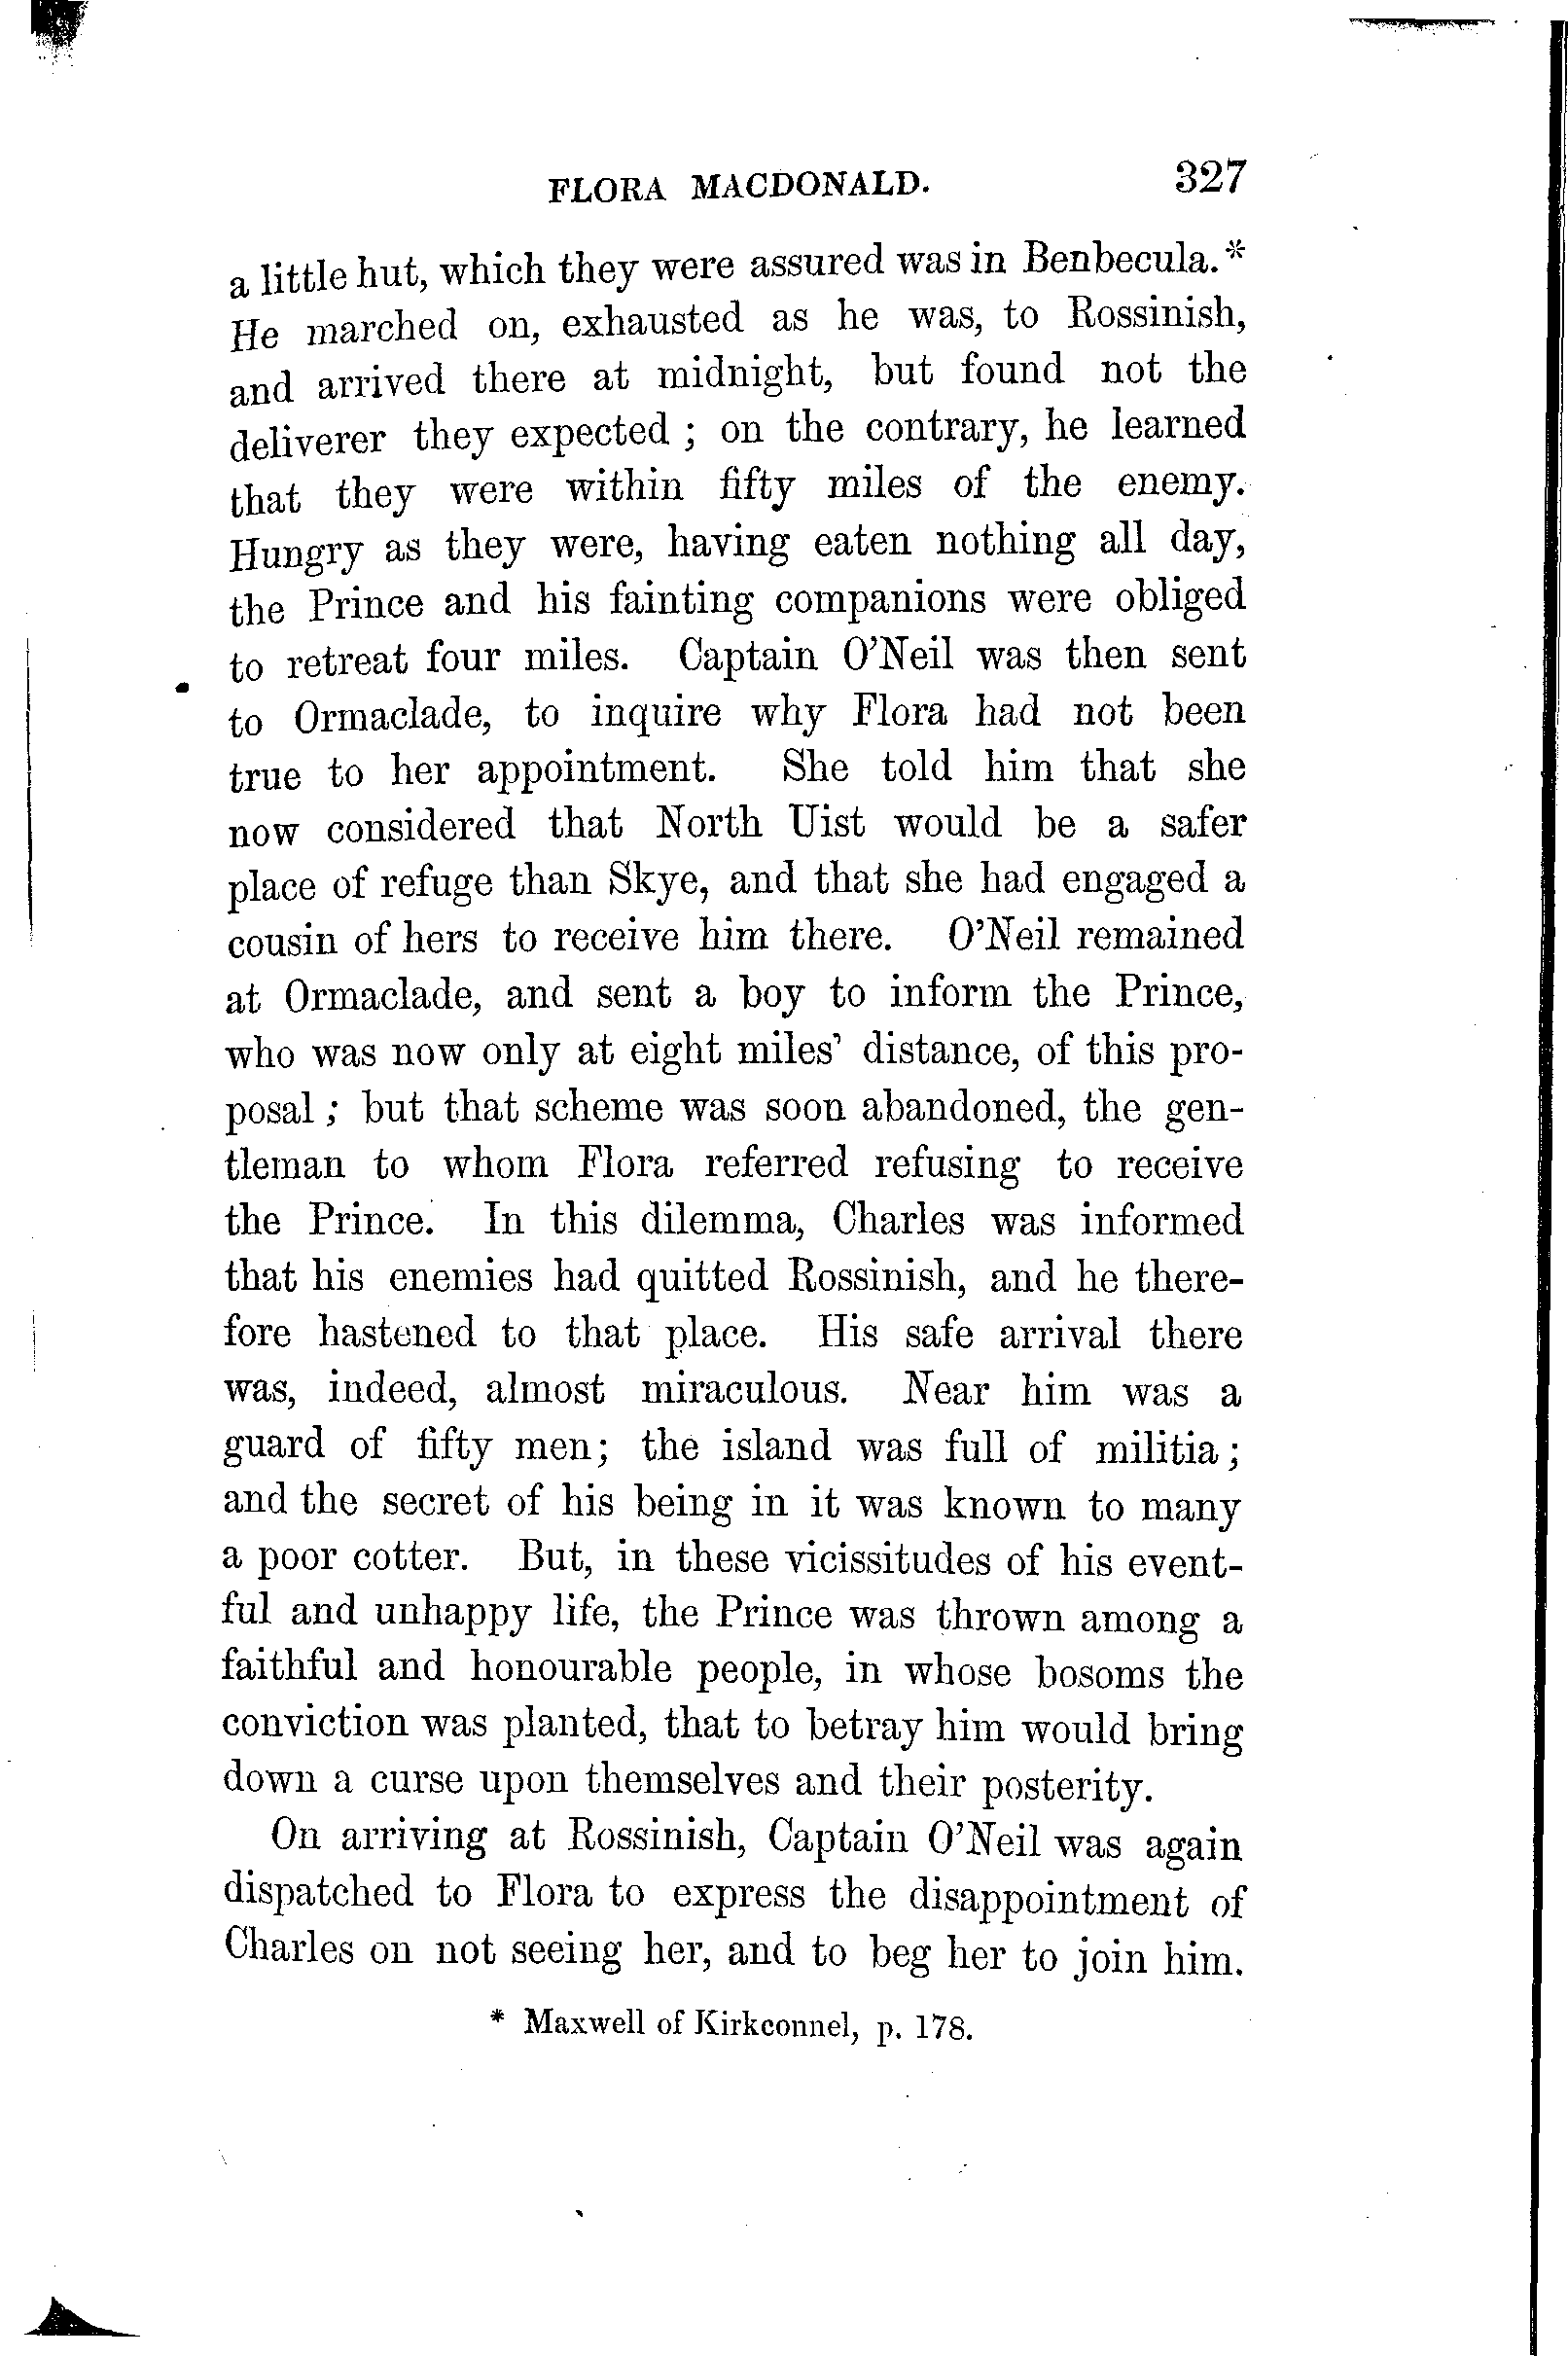 FLORA MACDONALD. 327
a little hut, which they were assured was in Benbecula.*
He marched on, exhausted as he was, to Rossinish,
and arrived there at midnight, but found not the
deliverer they expected ; on the contrary, he learned
that they were within fifty miles of the enemy.
Hungry as they were, having eaten nothing all day,
the Prince and his fainting companions were obliged
to retreat four miles. Captain O'Neil was then sent
to Ormaclade, to inquire why Flora had not been
true to her appointment. She told him that she
now considered that North Uist would be a safer
place of refuge than Skye, and that she had engaged a
cousin of hers to receive him there. O'Neil remained
at Ormaclade, and sent a boy to inform the Prince,
who was now only at eight miles' distance, of this pro-
posal ; but that scheme was soon abandoned, the gen-
tleman to whom Flora referred refusing to receive
the Prince. In this dilemma, Charles was informed
that his enemies had quitted Rossinish, and he there-
fore hastened to that place. His safe arrival there
was, indeed, almost miraculous. Near him was a
guard of fifty men; the island was full of militia;
and the secret of his being in it was known to many
a poor cotter. But, in these vicissitudes of his event-
ful and unhappy life, the Prince was thrown among a
faithful and honourable people, in whose bosoms the
conviction was planted, that to betray him would bring
down a curse upon themselves and their posterity.
On arriving at Rossinish, Captain O'Neil was again
dispatched to Flora to express the disappointment of
Charles on not seeing her, and to beg her to join him.
* Maxwell of Kirkconnel, p. 178.